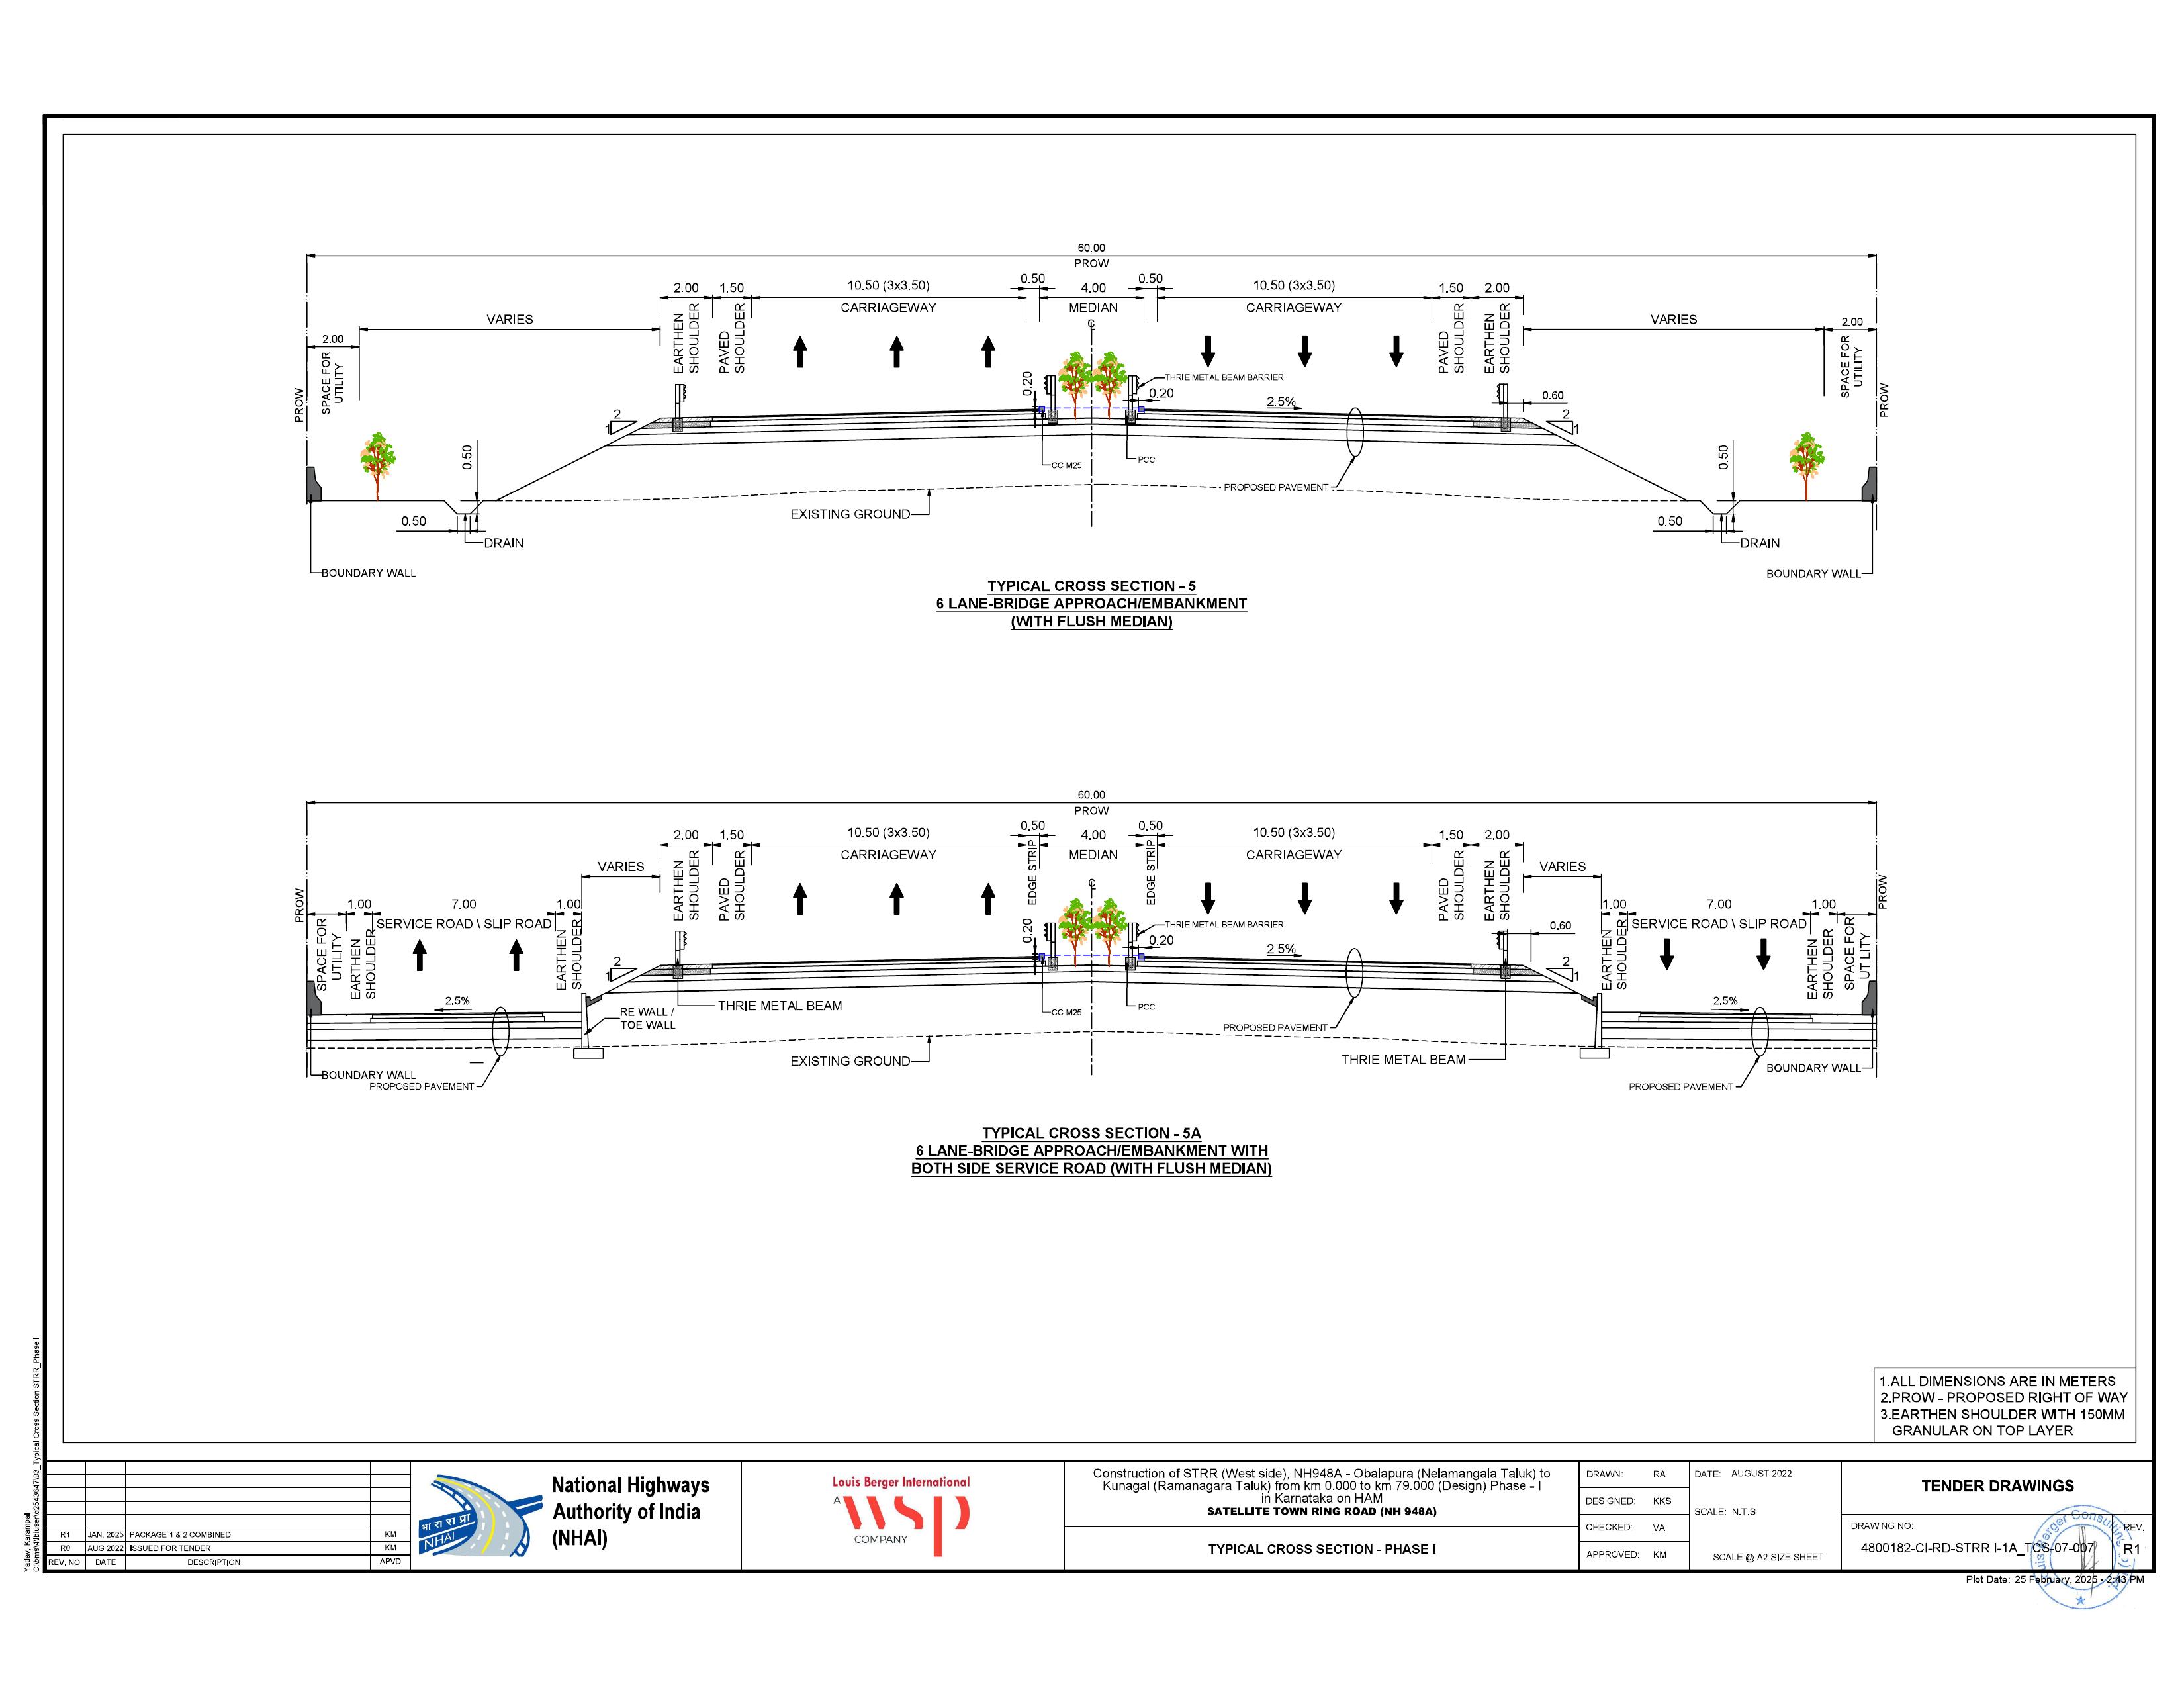 60.00
PROW
0.50
0.50
2.00
1.50
10.50 (3x3.50)
4.00
10.50 (3x3.50)
1.50
2.00
CARRIAGEWAY
MEDIAN
CARRIAGEWAY
EARTHEN
SHOULDER
PAVED
SHOULDER
PAVED
SHOULDER
EARTHEN
SHOULDER
VARIES
VARIES
2.00
2.00
SPACE FOR
UTILITY
SPACE FOR
UTILITY
PROW
PROW
THRIE METAL BEAM BARRIER
0.20
0.20
2.5%
0.60
2
1
2
1
0.50
0.50
CC M25
PCC
PROPOSED PAVEMENT
EXISTING GROUND
0.50
0.50
DRAIN
DRAIN
BOUNDARY WALL
BOUNDARY WALL
TYPICAL CROSS SECTION - 5
6 LANE-BRIDGE APPROACH/EMBANKMENT
(WITH FLUSH MEDIAN)
60.00
PROW
0.50
0.50
2.00
1.50
10.50 (3x3.50)
4.00
10.50 (3x3.50)
1.50
2.00
CARRIAGEWAY
MEDIAN
CARRIAGEWAY
EDGE STRIP
EDGE STRIP
EARTHEN
SHOULDER
PAVED
SHOULDER
PAVED
SHOULDER
EARTHEN
SHOULDER
VARIES
VARIES
PROW
PROW
1.00
7.00
1.00
1.00
7.00
1.00
SERVICE ROAD \ SLIP ROAD
SERVICE ROAD \ SLIP ROAD
SPACE FOR
UTILITY
EARTHEN
SHOULDER
EARTHEN
SHOULDER
EARTHEN
SHOULDER
EARTHEN
SHOULDER
SPACE FOR
UTILITY
THRIE METAL BEAM BARRIER
0.20
0.20
2.5%
0.60
2
1
2
1
2.5%
2.5%
RE WALL /
TOE WALL
THRIE METAL BEAM
CC M25
PCC
PROPOSED PAVEMENT
EXISTING GROUND
THRIE METAL BEAM
BOUNDARY WALL
BOUNDARY WALL
PROPOSED PAVEMENT
PROPOSED PAVEMENT
TYPICAL CROSS SECTION - 5A
6 LANE-BRIDGE APPROACH/EMBANKMENT WITH
BOTH SIDE SERVICE ROAD (WITH FLUSH MEDIAN)
1.ALL DIMENSIONS ARE IN METERS
2.PROW - PROPOSED RIGHT OF WAY
3.EARTHEN SHOULDER WITH 150MM
GRANULAR ON TOP LAYER
Yadav, Karampal
R1 JAN, 2025 PACKAGE 1 & 2 COMBINED KM
R0 AUG 2022 ISSUED FOR TENDER KM
REV, NO. DATE DESCRIPTION APVD
भा रा रा प्रा
NHAI
National Highways
Authority of India
(NHAI)
Louis Berger International
A
wsp
COMPANY
Construction of STRR (West side), NH948A - Obalapura (Nelamangala Taluk) to
Kunagal (Ramanagara Taluk) from km 0.000 to km 79.000 (Design) Phase - I
in Karnataka on HAM
SATELLITE TOWN RING ROAD (NH 948A)
TYPICAL CROSS SECTION - PHASE I
DRAWN: RA
DESIGNED: KKS
CHECKED: VA
APPROVED: KM
DATE: AUGUST 2022
SCALE: N.T.S
SCALE @ A2 SIZE SHEET
TENDER DRAWINGS
DRAWING NO:
REV,
4800182-CI-RD-STRR I-1A_TCS-07-007
R1
Plot Date: 25 February, 2025 - 2:43 PM